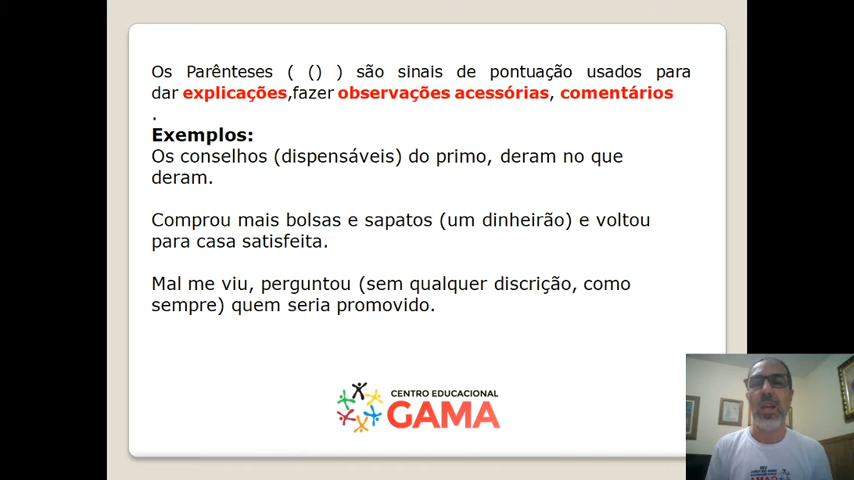 Os Parênteses ( () ) são sinais de pontuação usados para
dar explicações,fazer observações acessórias, comentários
.
Exemplos:
Os conselhos (dispensáveis) do primo, deram no que
deram.
Comprou mais bolsas e sapatos (um dinheirão) e voltou
para casa satisfeita.
Mal me viu, perguntou (sem qualquer discrição, como
sempre) quem seria promovido.
CENTRO EDUCACIONAL
GAMA